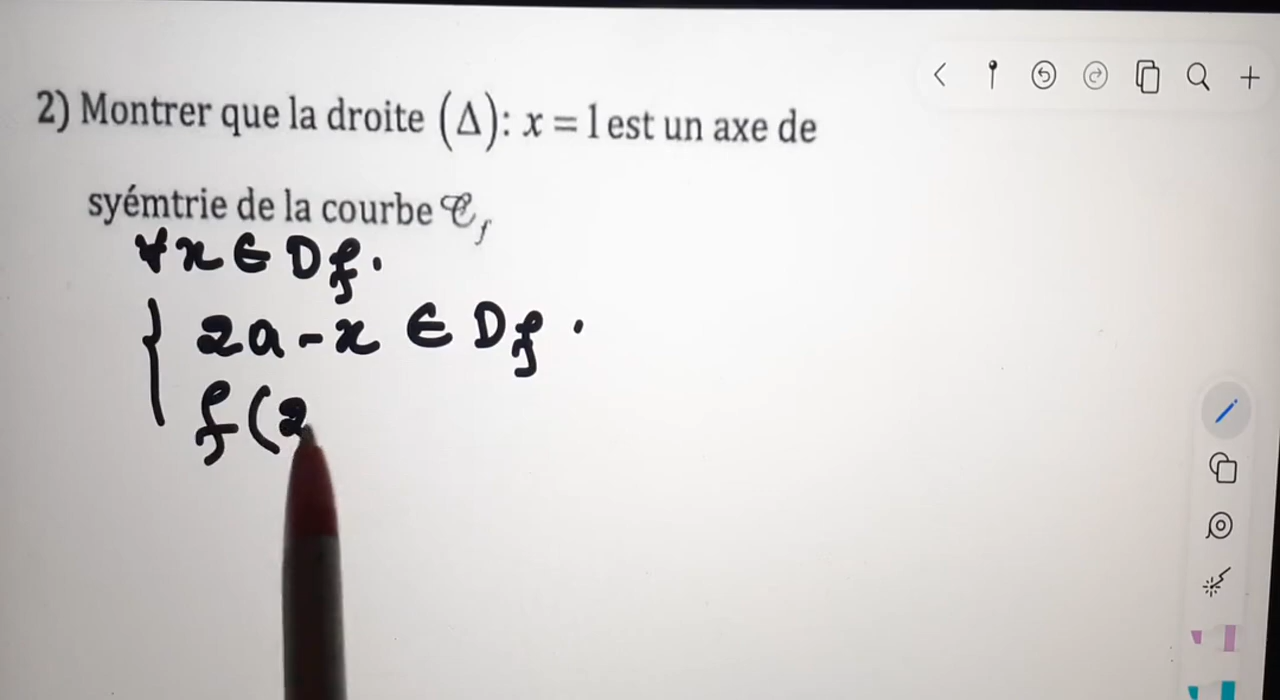 2) Montrer que la droite (Δ): x = 1 est un axe de
syémtrie de la courbe 𝒞f
∀x ∈ Df.
{ 2a - x ∈ Df .
f(2